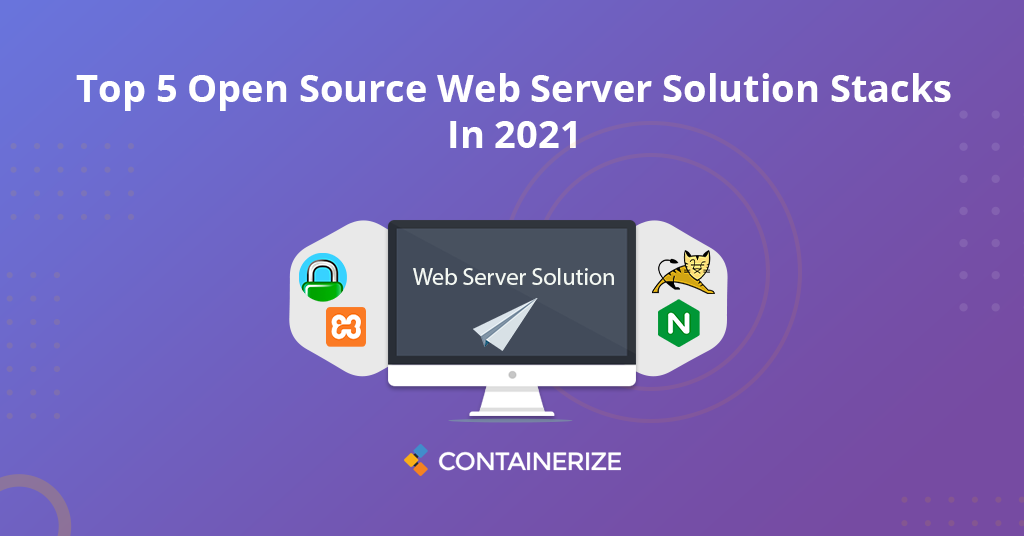 Top 5 Open Source Web Server Solution Stacks
In 2021
Web Server Solution
N
CONTAINERIZE